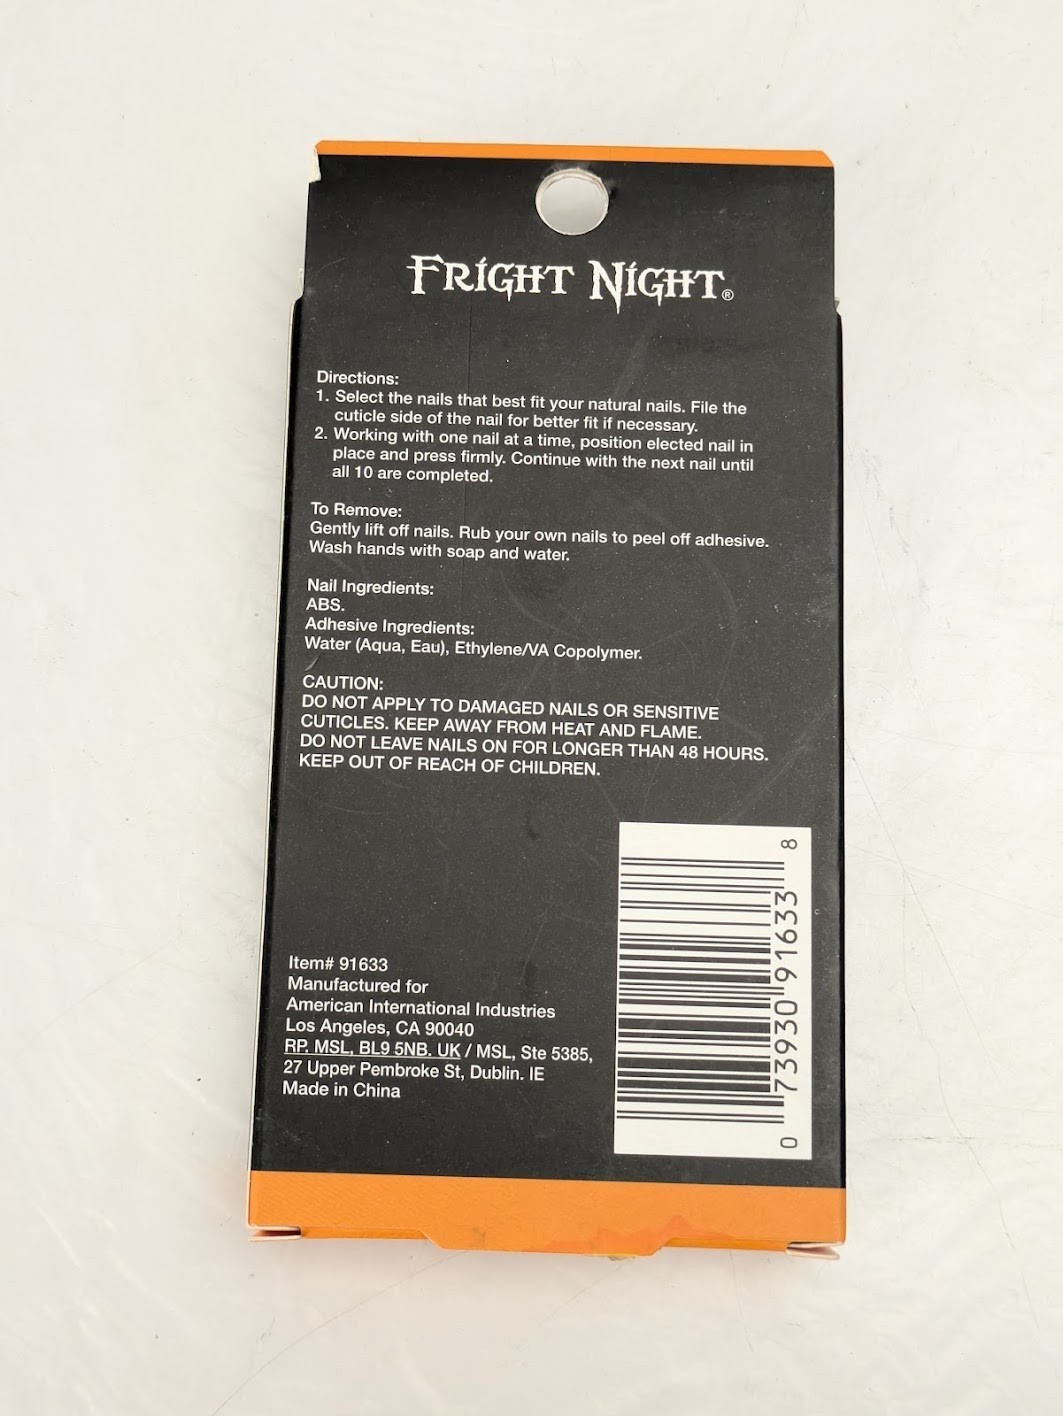 FRIGHT NIGHT®
Directions:
1. Select the nails that best fit your natural nails. File the
cuticle side of the nail for better fit if necessary.
2. Working with one nail at a time, position elected nail in
place and press firmly. Continue with the next nail until
all 10 are completed.
To Remove:
Gently lift off nails. Rub your own nails to peel off adhesive.
Wash hands with soap and water.
Nail Ingredients:
ABS.
Adhesive Ingredients:
Water (Aqua, Eau), Ethylene/VA Copolymer.
CAUTION:
DO NOT APPLY TO DAMAGED NAILS OR SENSITIVE
CUTICLES. KEEP AWAY FROM HEAT AND FLAME.
DO NOT LEAVE NAILS ON FOR LONGER THAN 48 HOURS.
KEEP OUT OF REACH OF CHILDREN.
Item# 91633
Manufactured for
American International Industries
Los Angeles, CA 90040
RP. MSL, BL9 5NB. UK / MSL, Ste 5385,
27 Upper Pembroke St, Dublin. IE
Made in China
0 73930 91633 8